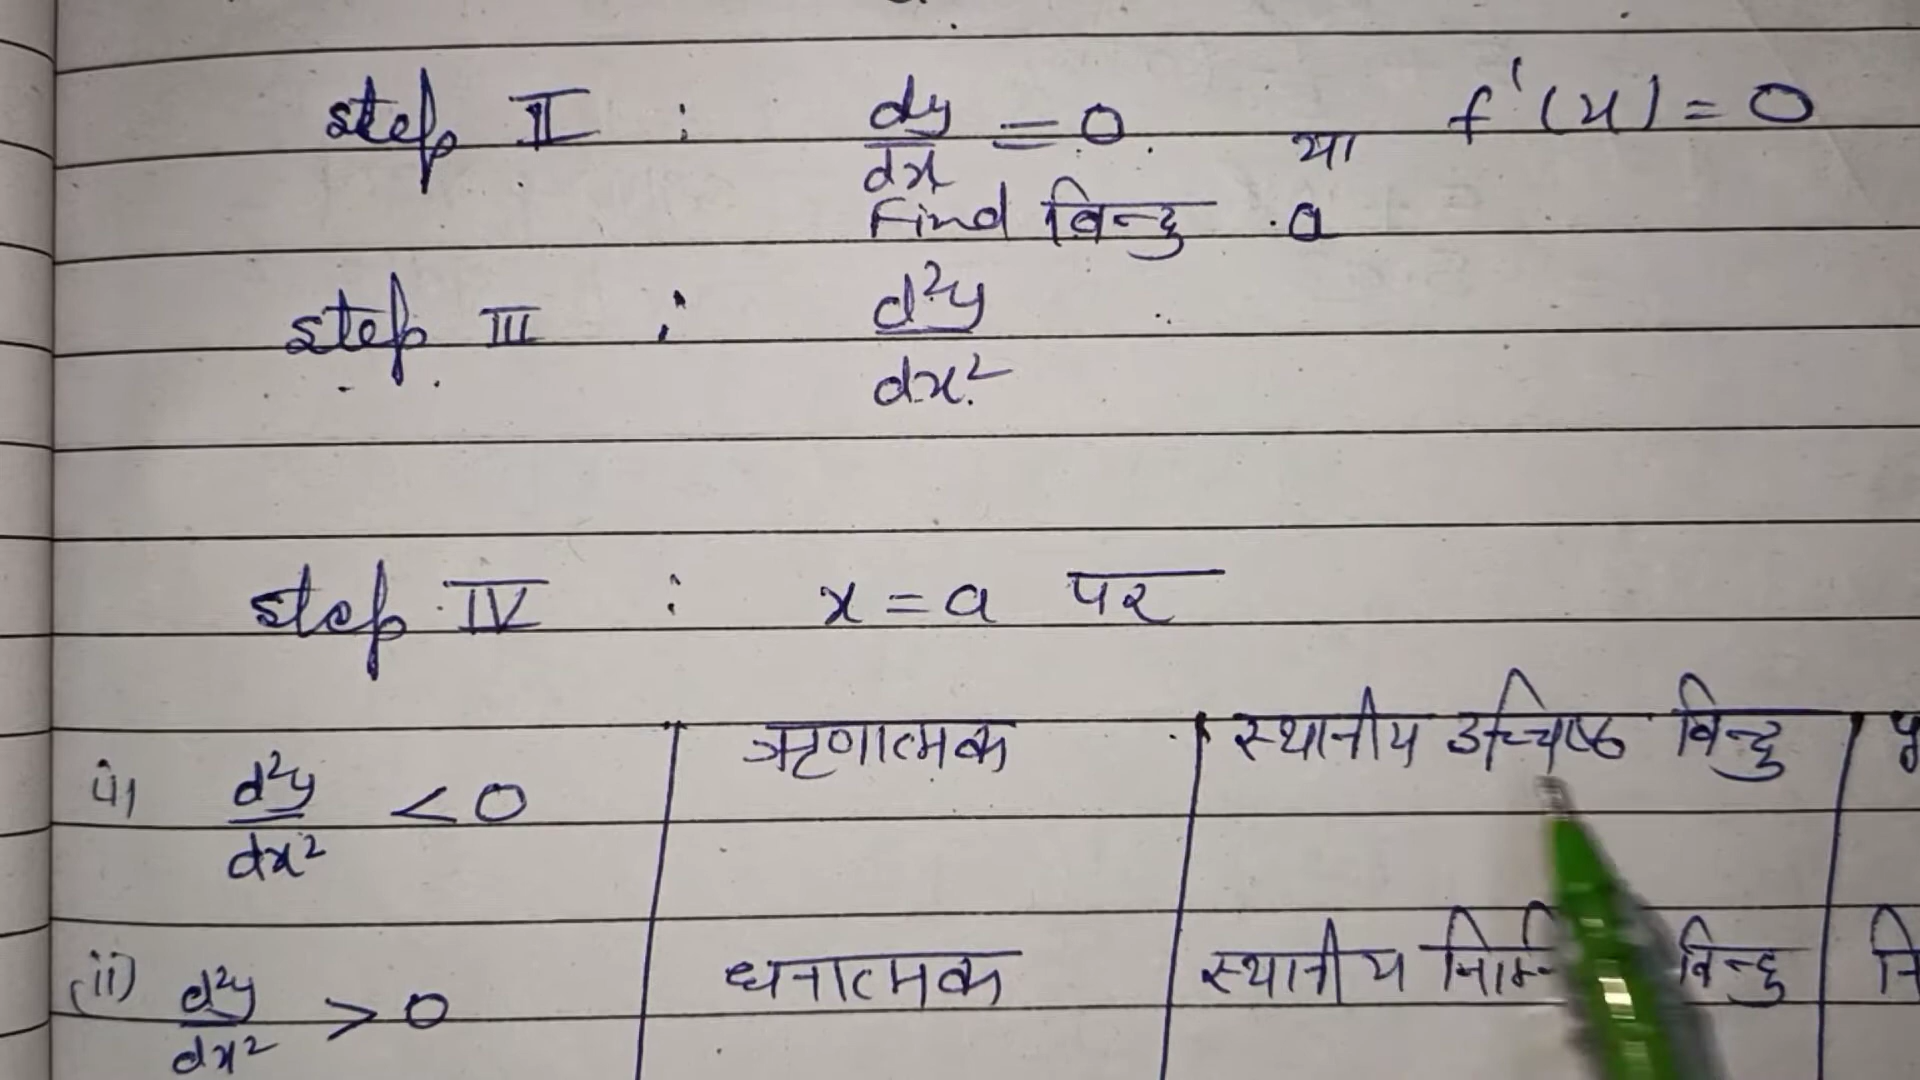 step II : dy/dx = 0. या f'(x) = 0
Find बिन्दु a
step III : d²y/dx²
step IV : x = a पर
i) d²y/dx² < 0 ऋणात्मक स्थानीय उच्चिष्ठ बिन्दु
(ii) d²y/dx² > 0 धनात्मक स्थानीय बिन्दु